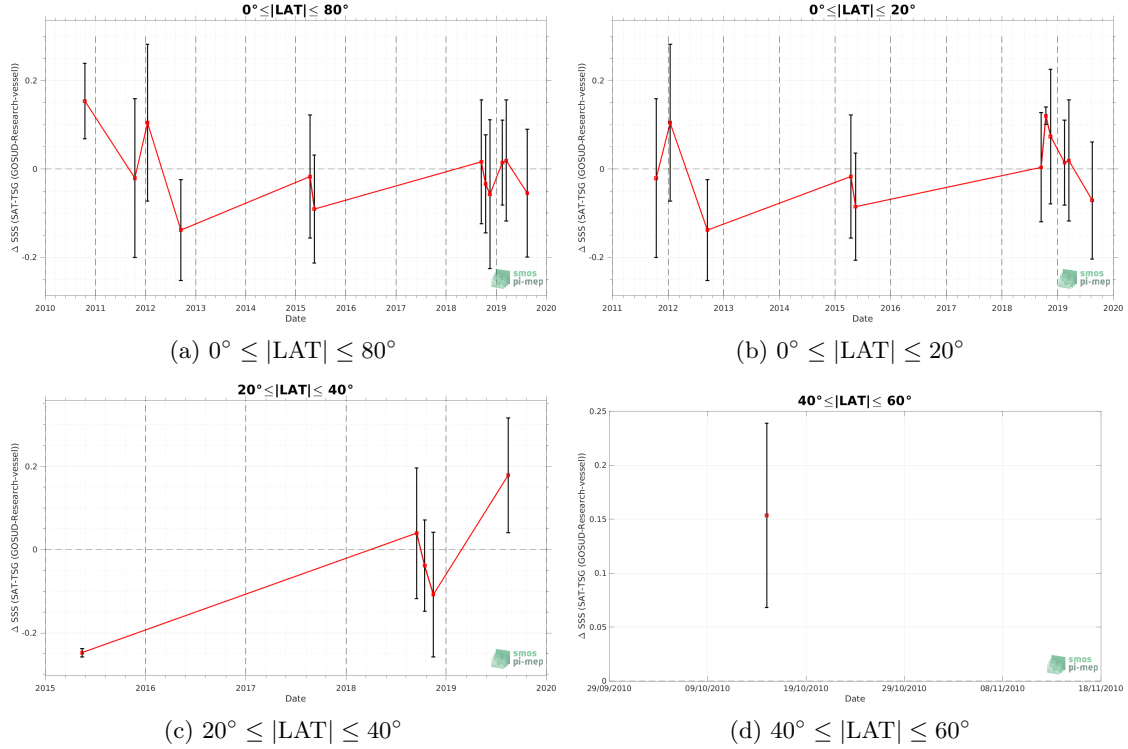 0°≤|LAT|≤ 80°
Δ SSS (SAT-TSG (GOSUD-Research-vessel))
0.2
0
-0.2
2010 2011 2012 2013 2014 2015 2016 2017 2018 2019 2020
Date
smos
pi-mep
(a) 0° ≤ |LAT| ≤ 80°
0°≤|LAT|≤ 20°
Δ SSS (SAT-TSG (GOSUD-Research-vessel))
0.2
0
-0.2
2011 2012 2013 2014 2015 2016 2017 2018 2019 2020
Date
smos
pi-mep
(b) 0° ≤ |LAT| ≤ 20°
20°≤|LAT|≤ 40°
Δ SSS (SAT-TSG (GOSUD-Research-vessel))
0.2
0
-0.2
2015 2016 2017 2018 2019 2020
Date
smos
pi-mep
(c) 20° ≤ |LAT| ≤ 40°
40°≤|LAT|≤ 60°
Δ SSS (SAT-TSG (GOSUD-Research-vessel))
0.25
0.2
0.15
0.1
0.05
0
29/09/2010 09/10/2010 19/10/2010 29/10/2010 08/11/2010 18/11/2010
Date
smos
pi-mep
(d) 40° ≤ |LAT| ≤ 60°